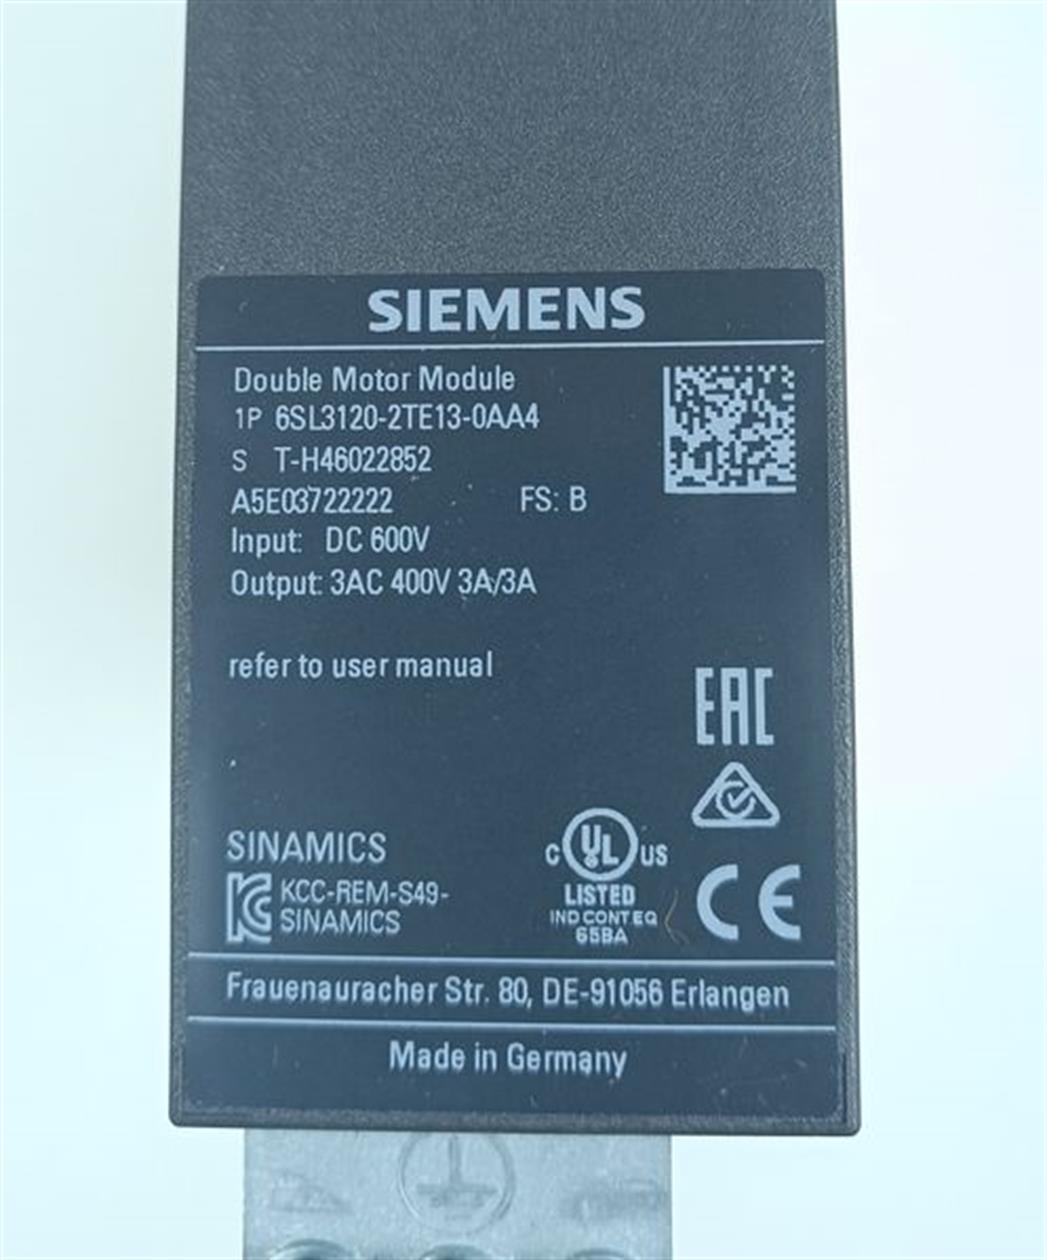 SIEMENS
Double Motor Module
1P 6SL3120-2TE13-0AA4
S T-H46022852
A5E03722222 FS: B
Input: DC 600V
Output: 3AC 400V 3A/3A
refer to user manual
EAC
SINAMICS
KCC-REM-S49-
SINAMICS
C UL US
LISTED
IND CONT EQ
65BA
CE
Frauenauracher Str. 80, DE-91056 Erlangen
Made in Germany